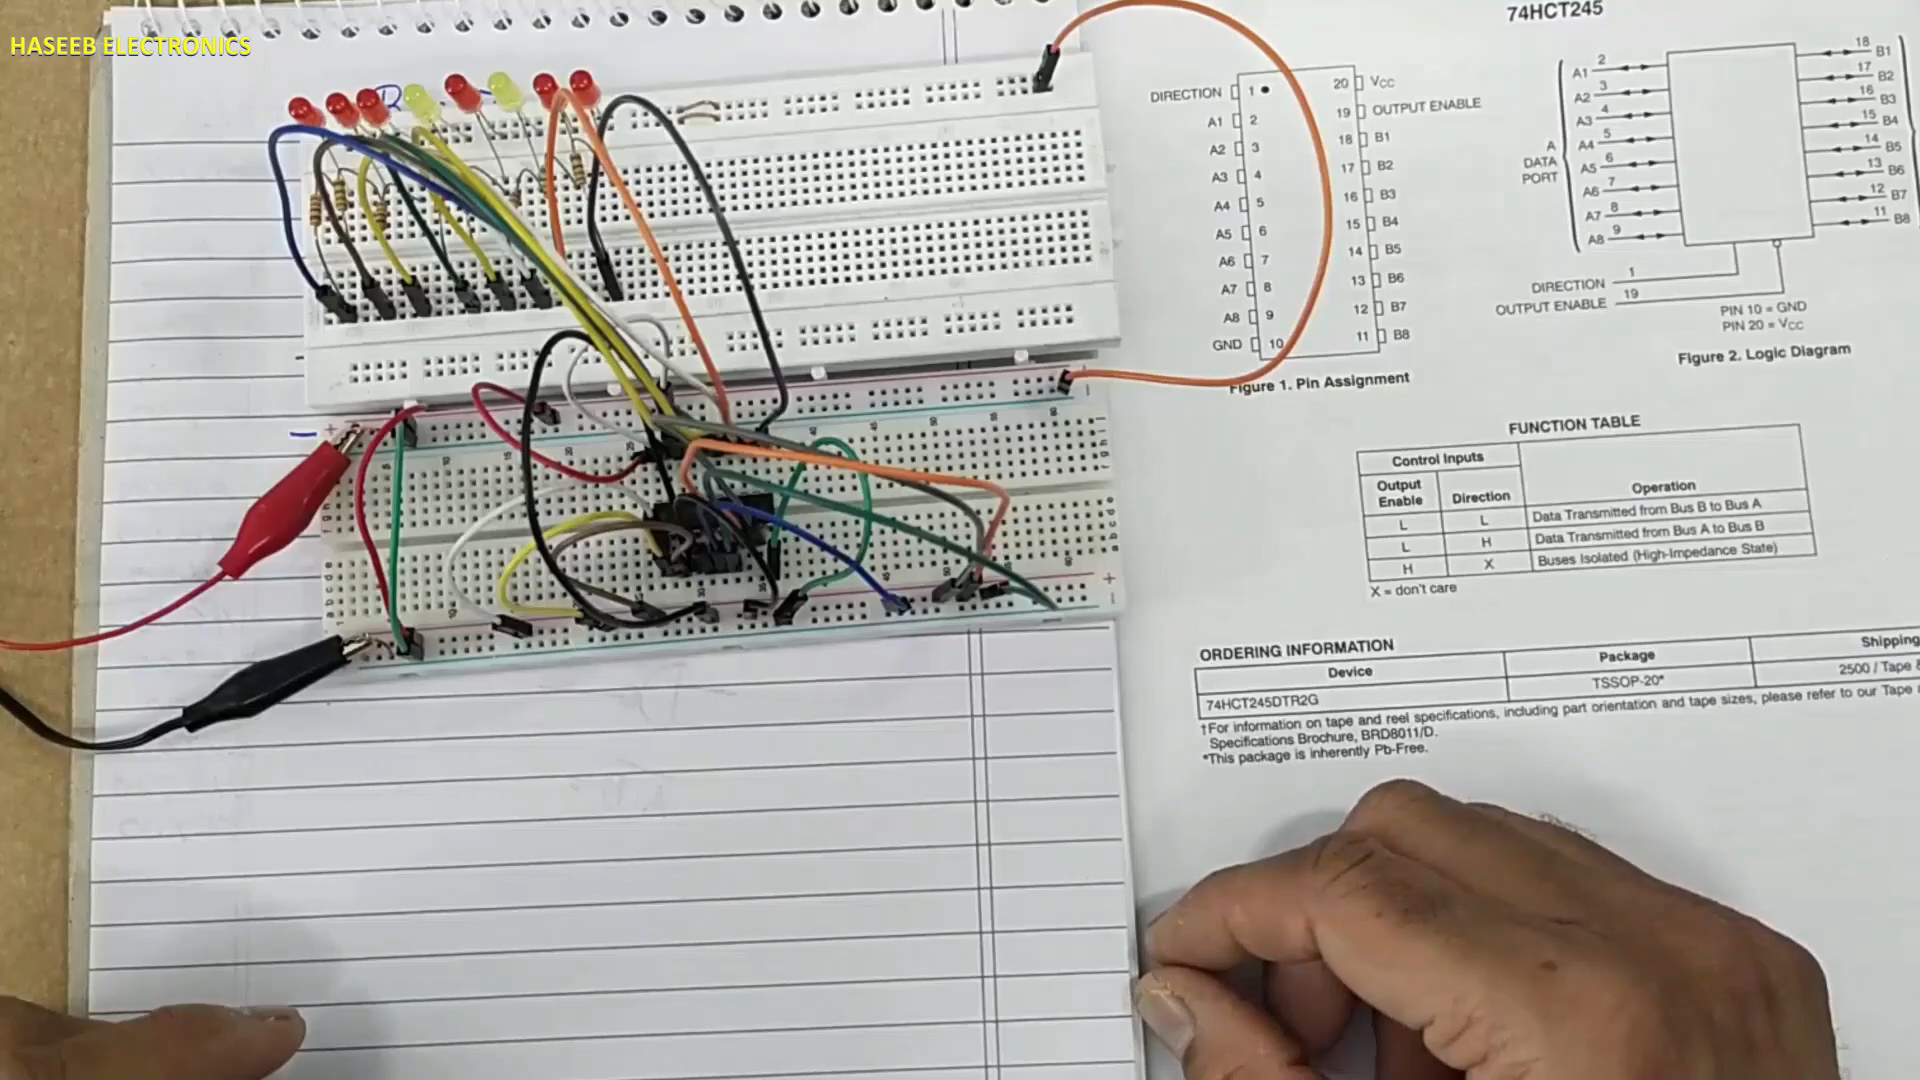 HASEEB ELECTRONICS
74HCT245
DIRECTION 1 20 VCC
A1 2 19 OUTPUT ENABLE
A2 3 18 B1
A3 4 17 B2
A4 5 16 B3
A5 6 15 B4
A6 7 14 B5
A7 8 13 B6
A8 9 12 B7
GND 10 11 B8
Figure 1. Pin Assignment
A DATA PORT
A1 2 18 B1
A2 3 17 B2
A3 4 16 B3
A4 5 15 B4
A5 6 14 B5
A6 7 13 B6
A7 8 12 B7
A8 9 11 B8
DIRECTION 1
OUTPUT ENABLE 19
PIN 10 = GND
PIN 20 = VCC
Figure 2. Logic Diagram
FUNCTION TABLE
Control Inputs
Output Enable Direction Operation
L L Data Transmitted from Bus B to Bus A
L H Data Transmitted from Bus A to Bus B
H X Buses Isolated (High-Impedance State)
X = don't care
ORDERING INFORMATION
Device Package Shipping
74HCT245DTR2G TSSOP-20* 2500 / Tape &
†For information on tape and reel specifications, including part orientation and tape sizes, please refer to our Tape
Specifications Brochure, BRD8011/D.
*This package is inherently Pb-Free.